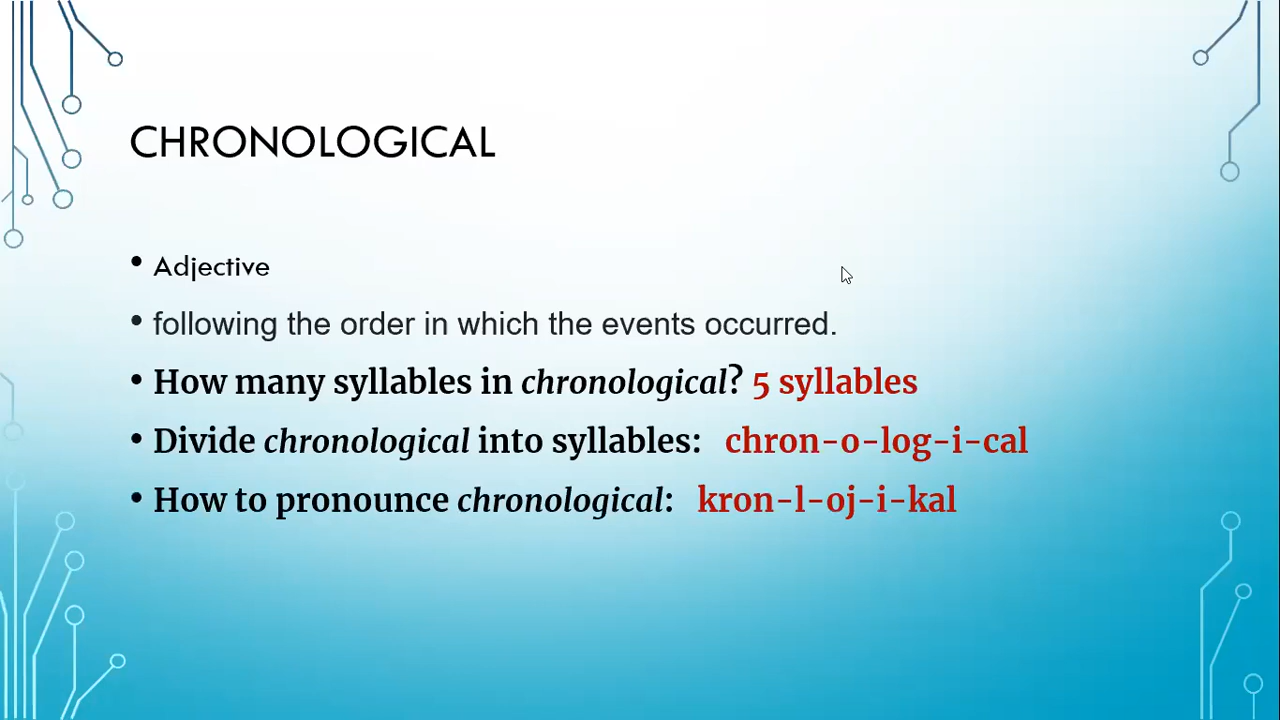 CHRONOLOGICAL
• Adjective
• following the order in which the events occurred.
• How many syllables in chronological? 5 syllables
• Divide chronological into syllables: chron-o-log-i-cal
• How to pronounce chronological: kron-l-oj-i-kal